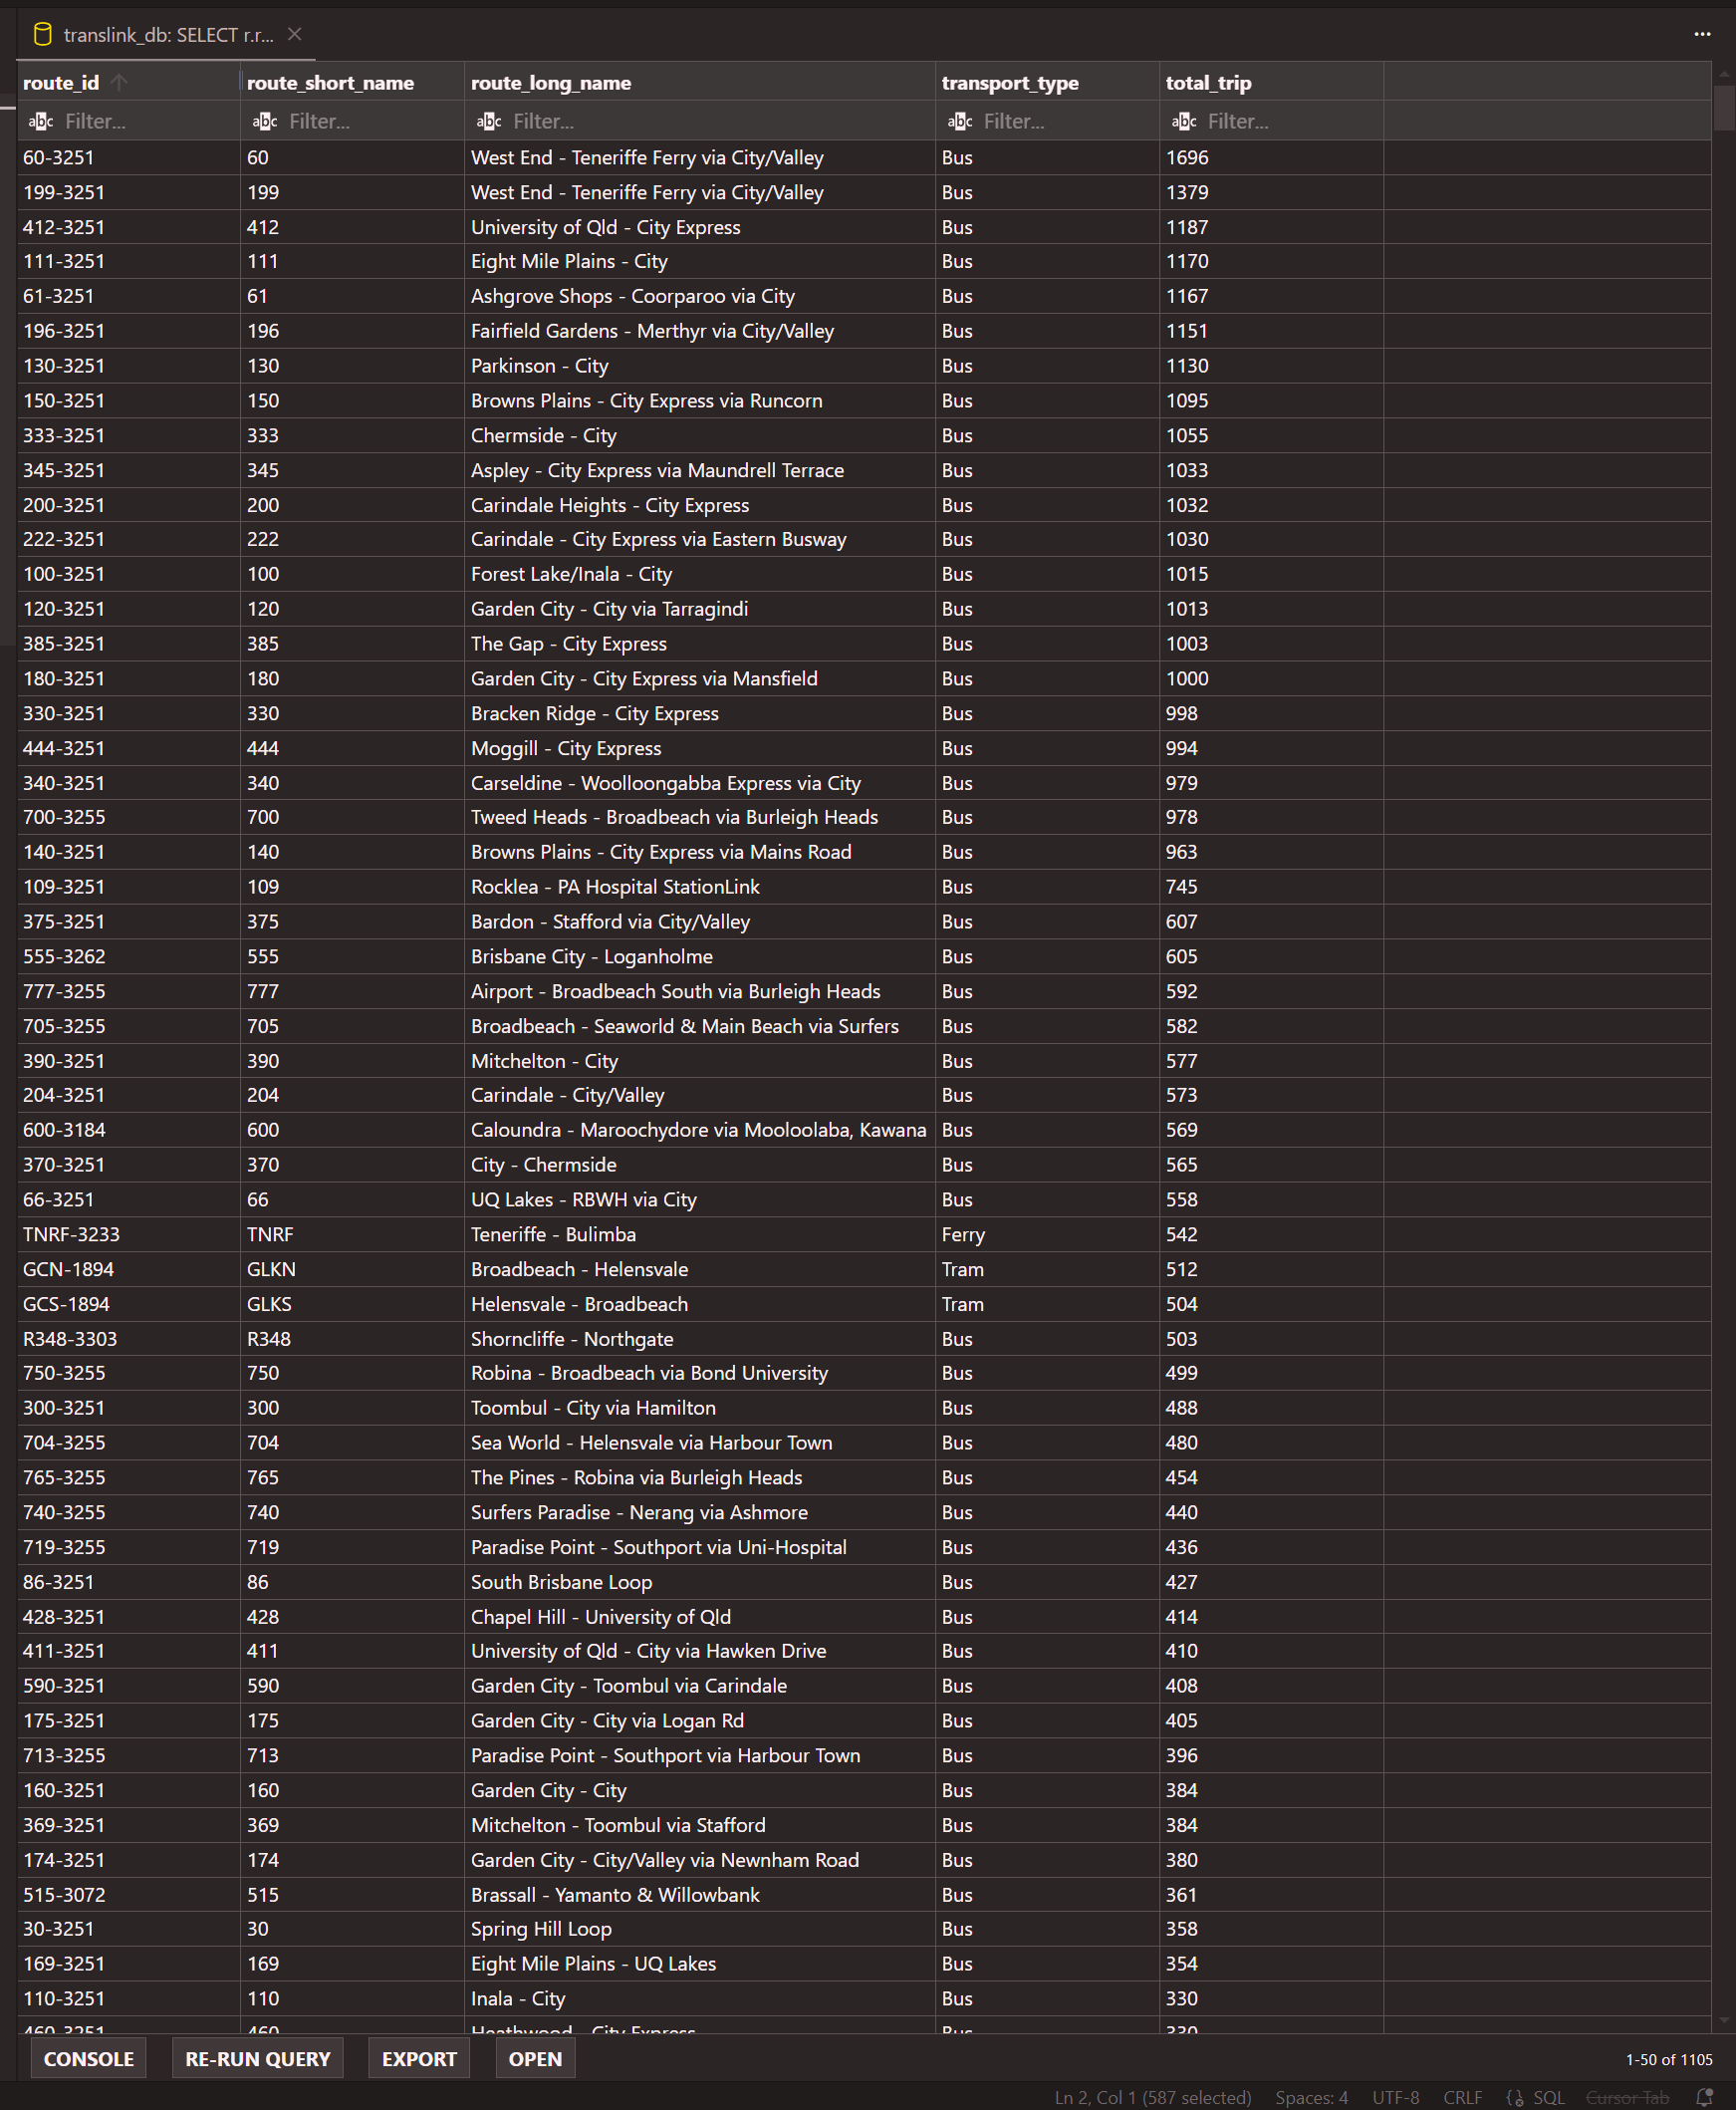 translink_db: SELECT r.r... ×
route_id route_short_name route_long_name transport_type total_trip
abc Filter... abc Filter... abc Filter... abc Filter... abc Filter...
60-3251 60 West End - Teneriffe Ferry via City/Valley Bus 1696
199-3251 199 West End - Teneriffe Ferry via City/Valley Bus 1379
412-3251 412 University of Qld - City Express Bus 1187
111-3251 111 Eight Mile Plains - City Bus 1170
61-3251 61 Ashgrove Shops - Coorparoo via City Bus 1167
196-3251 196 Fairfield Gardens - Merthyr via City/Valley Bus 1151
130-3251 130 Parkinson - City Bus 1130
150-3251 150 Browns Plains - City Express via Runcorn Bus 1095
333-3251 333 Chermside - City Bus 1055
345-3251 345 Aspley - City Express via Maundrell Terrace Bus 1033
200-3251 200 Carindale Heights - City Express Bus 1032
222-3251 222 Carindale - City Express via Eastern Busway Bus 1030
100-3251 100 Forest Lake/Inala - City Bus 1015
120-3251 120 Garden City - City via Tarragindi Bus 1013
385-3251 385 The Gap - City Express Bus 1003
180-3251 180 Garden City - City Express via Mansfield Bus 1000
330-3251 330 Bracken Ridge - City Express Bus 998
444-3251 444 Moggill - City Express Bus 994
340-3251 340 Carseldine - Woolloongabba Express via City Bus 979
700-3255 700 Tweed Heads - Broadbeach via Burleigh Heads Bus 978
140-3251 140 Browns Plains - City Express via Mains Road Bus 963
109-3251 109 Rocklea - PA Hospital StationLink Bus 745
375-3251 375 Bardon - Stafford via City/Valley Bus 607
555-3262 555 Brisbane City - Loganholme Bus 605
777-3255 777 Airport - Broadbeach South via Burleigh Heads Bus 592
705-3255 705 Broadbeach - Seaworld & Main Beach via Surfers Bus 582
390-3251 390 Mitchelton - City Bus 577
204-3251 204 Carindale - City/Valley Bus 573
600-3184 600 Caloundra - Maroochydore via Mooloolaba, Kawana Bus 569
370-3251 370 City - Chermside Bus 565
66-3251 66 UQ Lakes - RBWH via City Bus 558
TNRF-3233 TNRF Teneriffe - Bulimba Ferry 542
GCN-1894 GLKN Broadbeach - Helensvale Tram 512
GCS-1894 GLKS Helensvale - Broadbeach Tram 504
R348-3303 R348 Shorncliffe - Northgate Bus 503
750-3255 750 Robina - Broadbeach via Bond University Bus 499
300-3251 300 Toombul - City via Hamilton Bus 488
704-3255 704 Sea World - Helensvale via Harbour Town Bus 480
765-3255 765 The Pines - Robina via Burleigh Heads Bus 454
740-3255 740 Surfers Paradise - Nerang via Ashmore Bus 440
719-3255 719 Paradise Point - Southport via Uni-Hospital Bus 436
86-3251 86 South Brisbane Loop Bus 427
428-3251 428 Chapel Hill - University of Qld Bus 414
411-3251 411 University of Qld - City via Hawken Drive Bus 410
590-3251 590 Garden City - Toombul via Carindale Bus 408
175-3251 175 Garden City - City via Logan Rd Bus 405
713-3255 713 Paradise Point - Southport via Harbour Town Bus 396
160-3251 160 Garden City - City Bus 384
369-3251 369 Mitchelton - Toombul via Stafford Bus 384
174-3251 174 Garden City - City/Valley via Newnham Road Bus 380
515-3072 515 Brassall - Yamanto & Willowbank Bus 361
30-3251 30 Spring Hill Loop Bus 358
169-3251 169 Eight Mile Plains - UQ Lakes Bus 354
110-3251 110 Inala - City Bus 330
460-3251 460 Heathwood - City Express Bus 330
CONSOLE RE-RUN QUERY EXPORT OPEN 1-50 of 1105
Ln 2, Col 1 (587 selected) Spaces: 4 UTF-8 CRLF SQL Cursor Tab